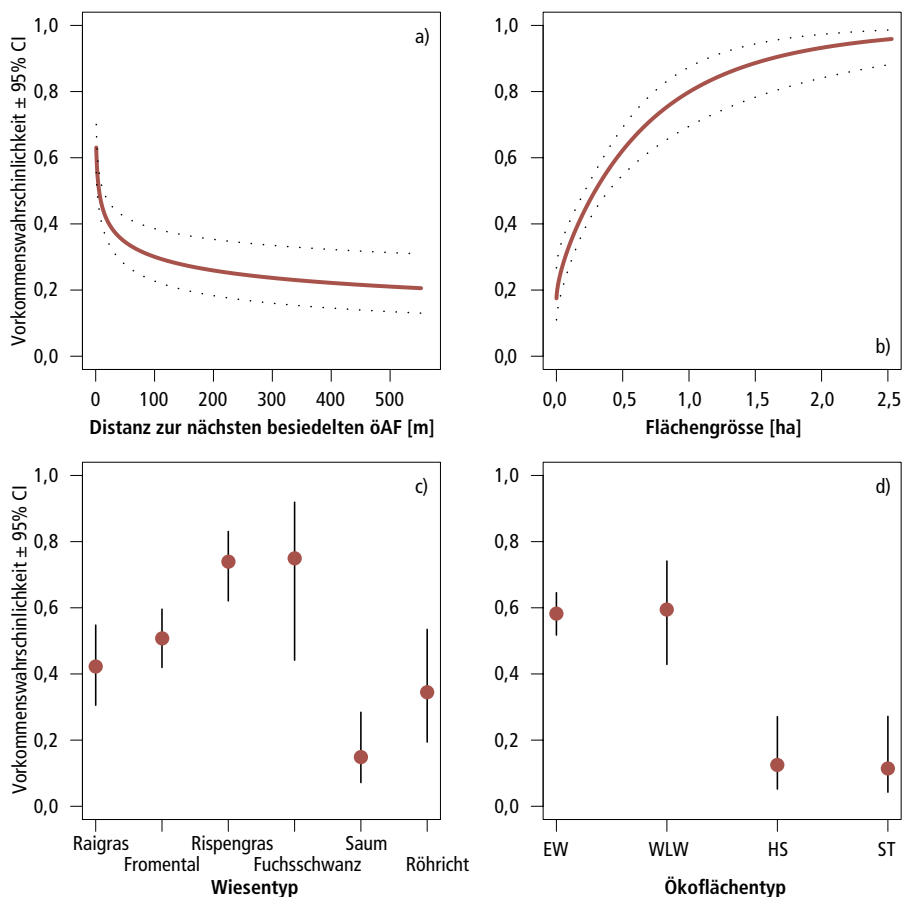 Vorkommenswahrschinlichkeit ± 95% CI
1,0
0,8
0,6
0,4
0,2
0,0
a)
0
100
200
300
400
500
Distanz zur nächsten besiedelten öAF [m]
1,0
0,8
0,6
0,4
0,2
0,0
b)
0,0
0,5
1,0
1,5
2,0
2,5
Flächengrösse [ha]
Vorkommenswahrschinlichkeit ± 95% CI
1,0
0,8
0,6
0,4
0,2
0,0
c)
Raigras
Fromental
Rispengras
Fuchsschwanz
Saum
Röhricht
Wiesentyp
1,0
0,8
0,6
0,4
0,2
0,0
d)
EW
WLW
HS
ST
Ökoflächentyp